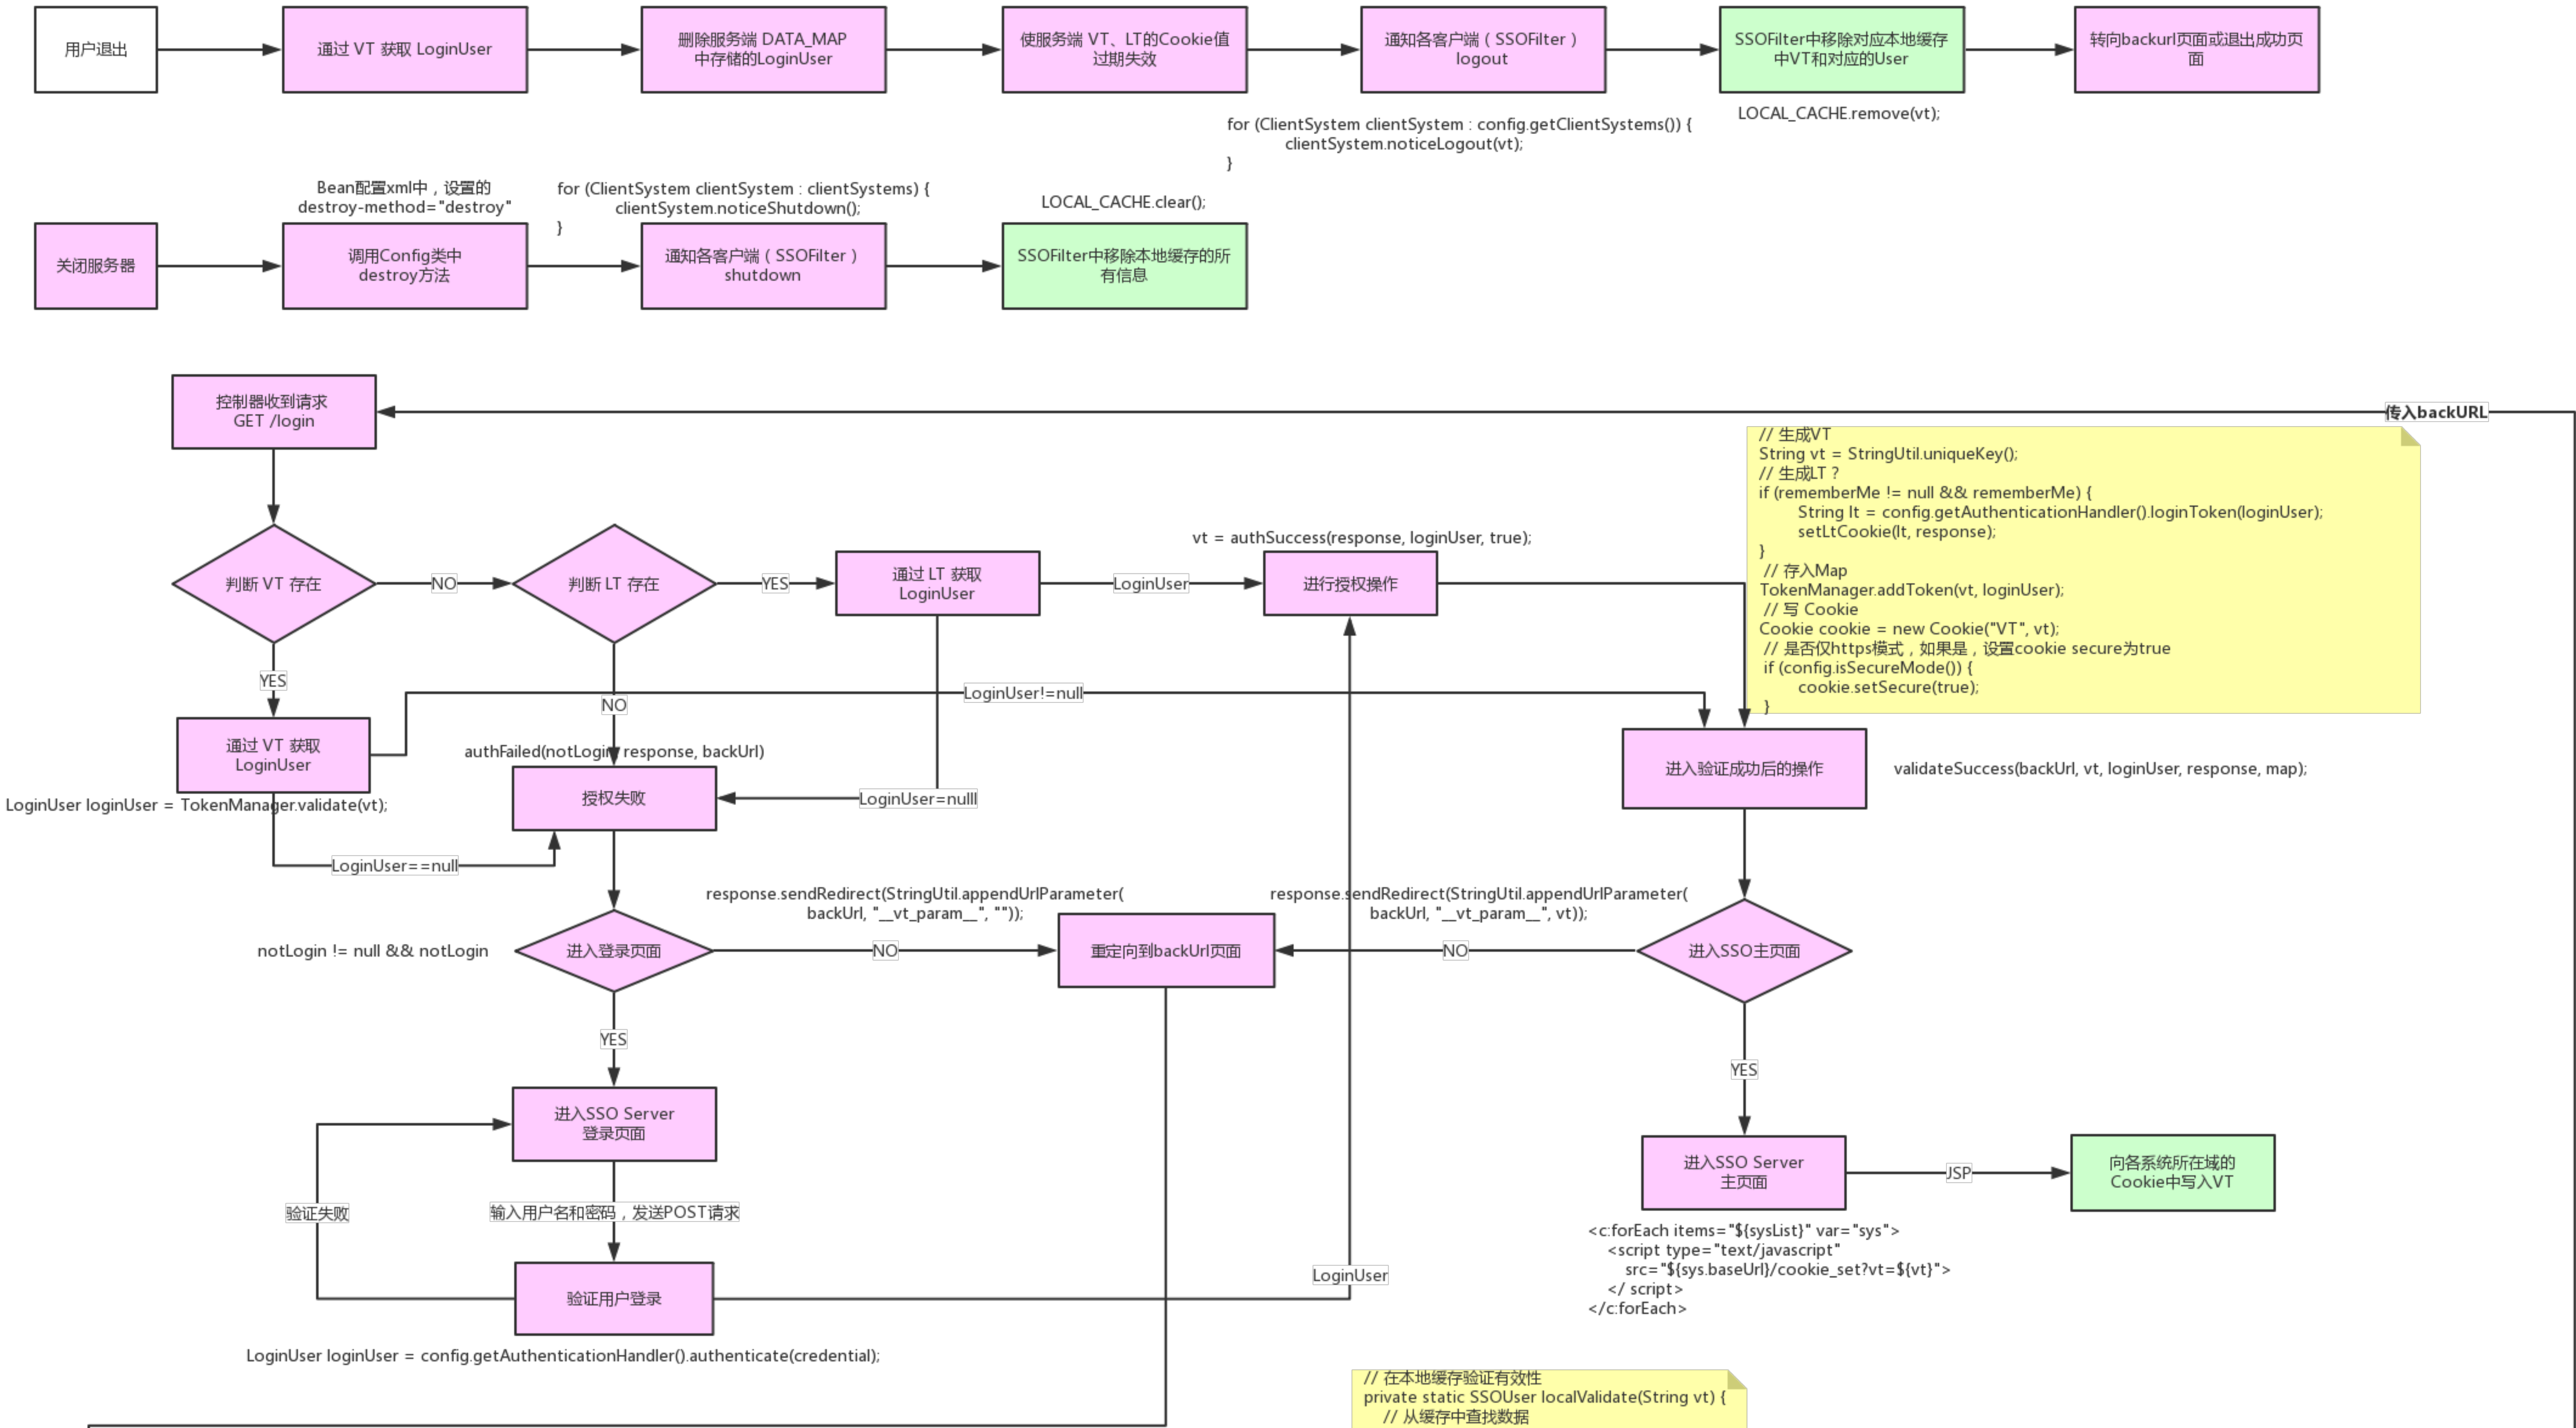 用户退出
通过 VT 获取 LoginUser
删除服务端 DATA_MAP
中存储的LoginUser
使服务端 VT、LT的Cookie值
过期失效
通知各客户端（SSOFilter）
logout
SSOFilter中移除对应本地缓存
中VT和对应的User
转向backurl页面或退出成功页
面
for (ClientSystem clientSystem : config.getClientSystems()) {
clientSystem.noticeLogout(vt);
}
LOCAL_CACHE.remove(vt);
Bean配置xml中，设置的
destroy-method="destroy"
for (ClientSystem clientSystem : clientSystems) {
clientSystem.noticeShutdown();
}
LOCAL_CACHE.clear();
关闭服务器
调用Config类中
destroy方法
通知各客户端（SSOFilter）
shutdown
SSOFilter中移除本地缓存的所
有信息
控制器收到请求
GET /login
传入backURL
// 生成VT
String vt = StringUtil.uniqueKey();
// 生成LT？
if (rememberMe != null && rememberMe) {
String lt = config.getAuthenticationHandler().loginToken(loginUser);
setLtCookie(lt, response);
}
// 存入Map
TokenManager.addToken(vt, loginUser);
// 写 Cookie
Cookie cookie = new Cookie("VT", vt);
// 是否仅https模式，如果是，设置cookie secure为true
if (config.isSecureMode()) {
cookie.setSecure(true);
}
判断 VT 存在
NO
判断 LT 存在
YES
通过 LT 获取
LoginUser
LoginUser
vt = authSuccess(response, loginUser, true);
进行授权操作
YES
NO
LoginUser!=null
通过 VT 获取
LoginUser
LoginUser loginUser = TokenManager.validate(vt);
authFailed(notLogin, response, backUrl)
授权失败
LoginUser=nulll
LoginUser==null
进入验证成功后的操作
validateSuccess(backUrl, vt, loginUser, response, map);
notLogin != null && notLogin
进入登录页面
response.sendRedirect(StringUtil.appendUrlParameter(
backUrl, "__vt_param__", ""));
NO
重定向到backUrl页面
response.sendRedirect(StringUtil.appendUrlParameter(
backUrl, "__vt_param__", vt));
NO
进入SSO主页面
YES
YES
进入SSO Server
登录页面
验证失败
输入用户名和密码，发送POST请求
验证用户登录
LoginUser
LoginUser loginUser = config.getAuthenticationHandler().authenticate(credential);
进入SSO Server
主页面
JSP
向各系统所在域的
Cookie中写入VT
<c:forEach items="${sysList}" var="sys">
<script type="text/javascript"
src="${sys.baseUrl}/cookie_set?vt=${vt}">
</ script>
</c:forEach>
// 在本地缓存验证有效性
private static SSOUser localValidate(String vt) {
// 从缓存中查找数据